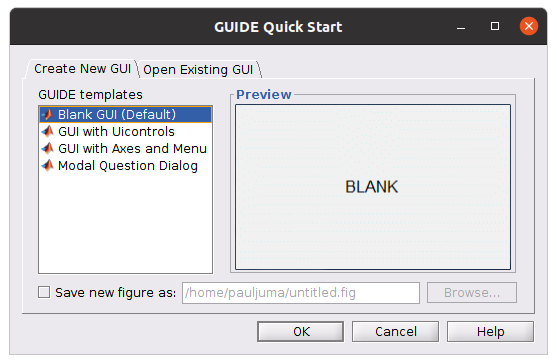 GUIDE Quick Start
Create New GUI
Open Existing GUI
GUIDE templates
Blank GUI (Default)
GUI with Uicontrols
GUI with Axes and Menu
Modal Question Dialog
Preview
BLANK
Save new figure as:
/home/pauljuma/untitled.fig
Browse...
OK
Cancel
Help